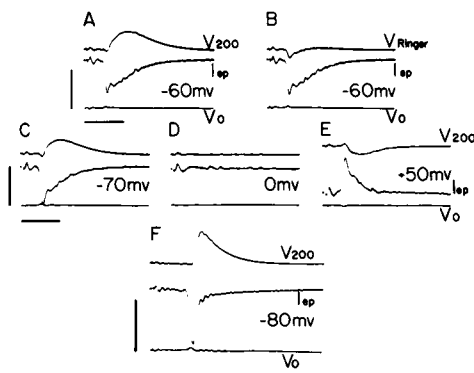 A
V200
Iep
-60mv
Vo
B
VRinger
Iep
-60mv
Vo
C
-70mv
D
0mv
E
V200
+50mv
Iep
Vo
F
V200
Iep
-80mv
Vo